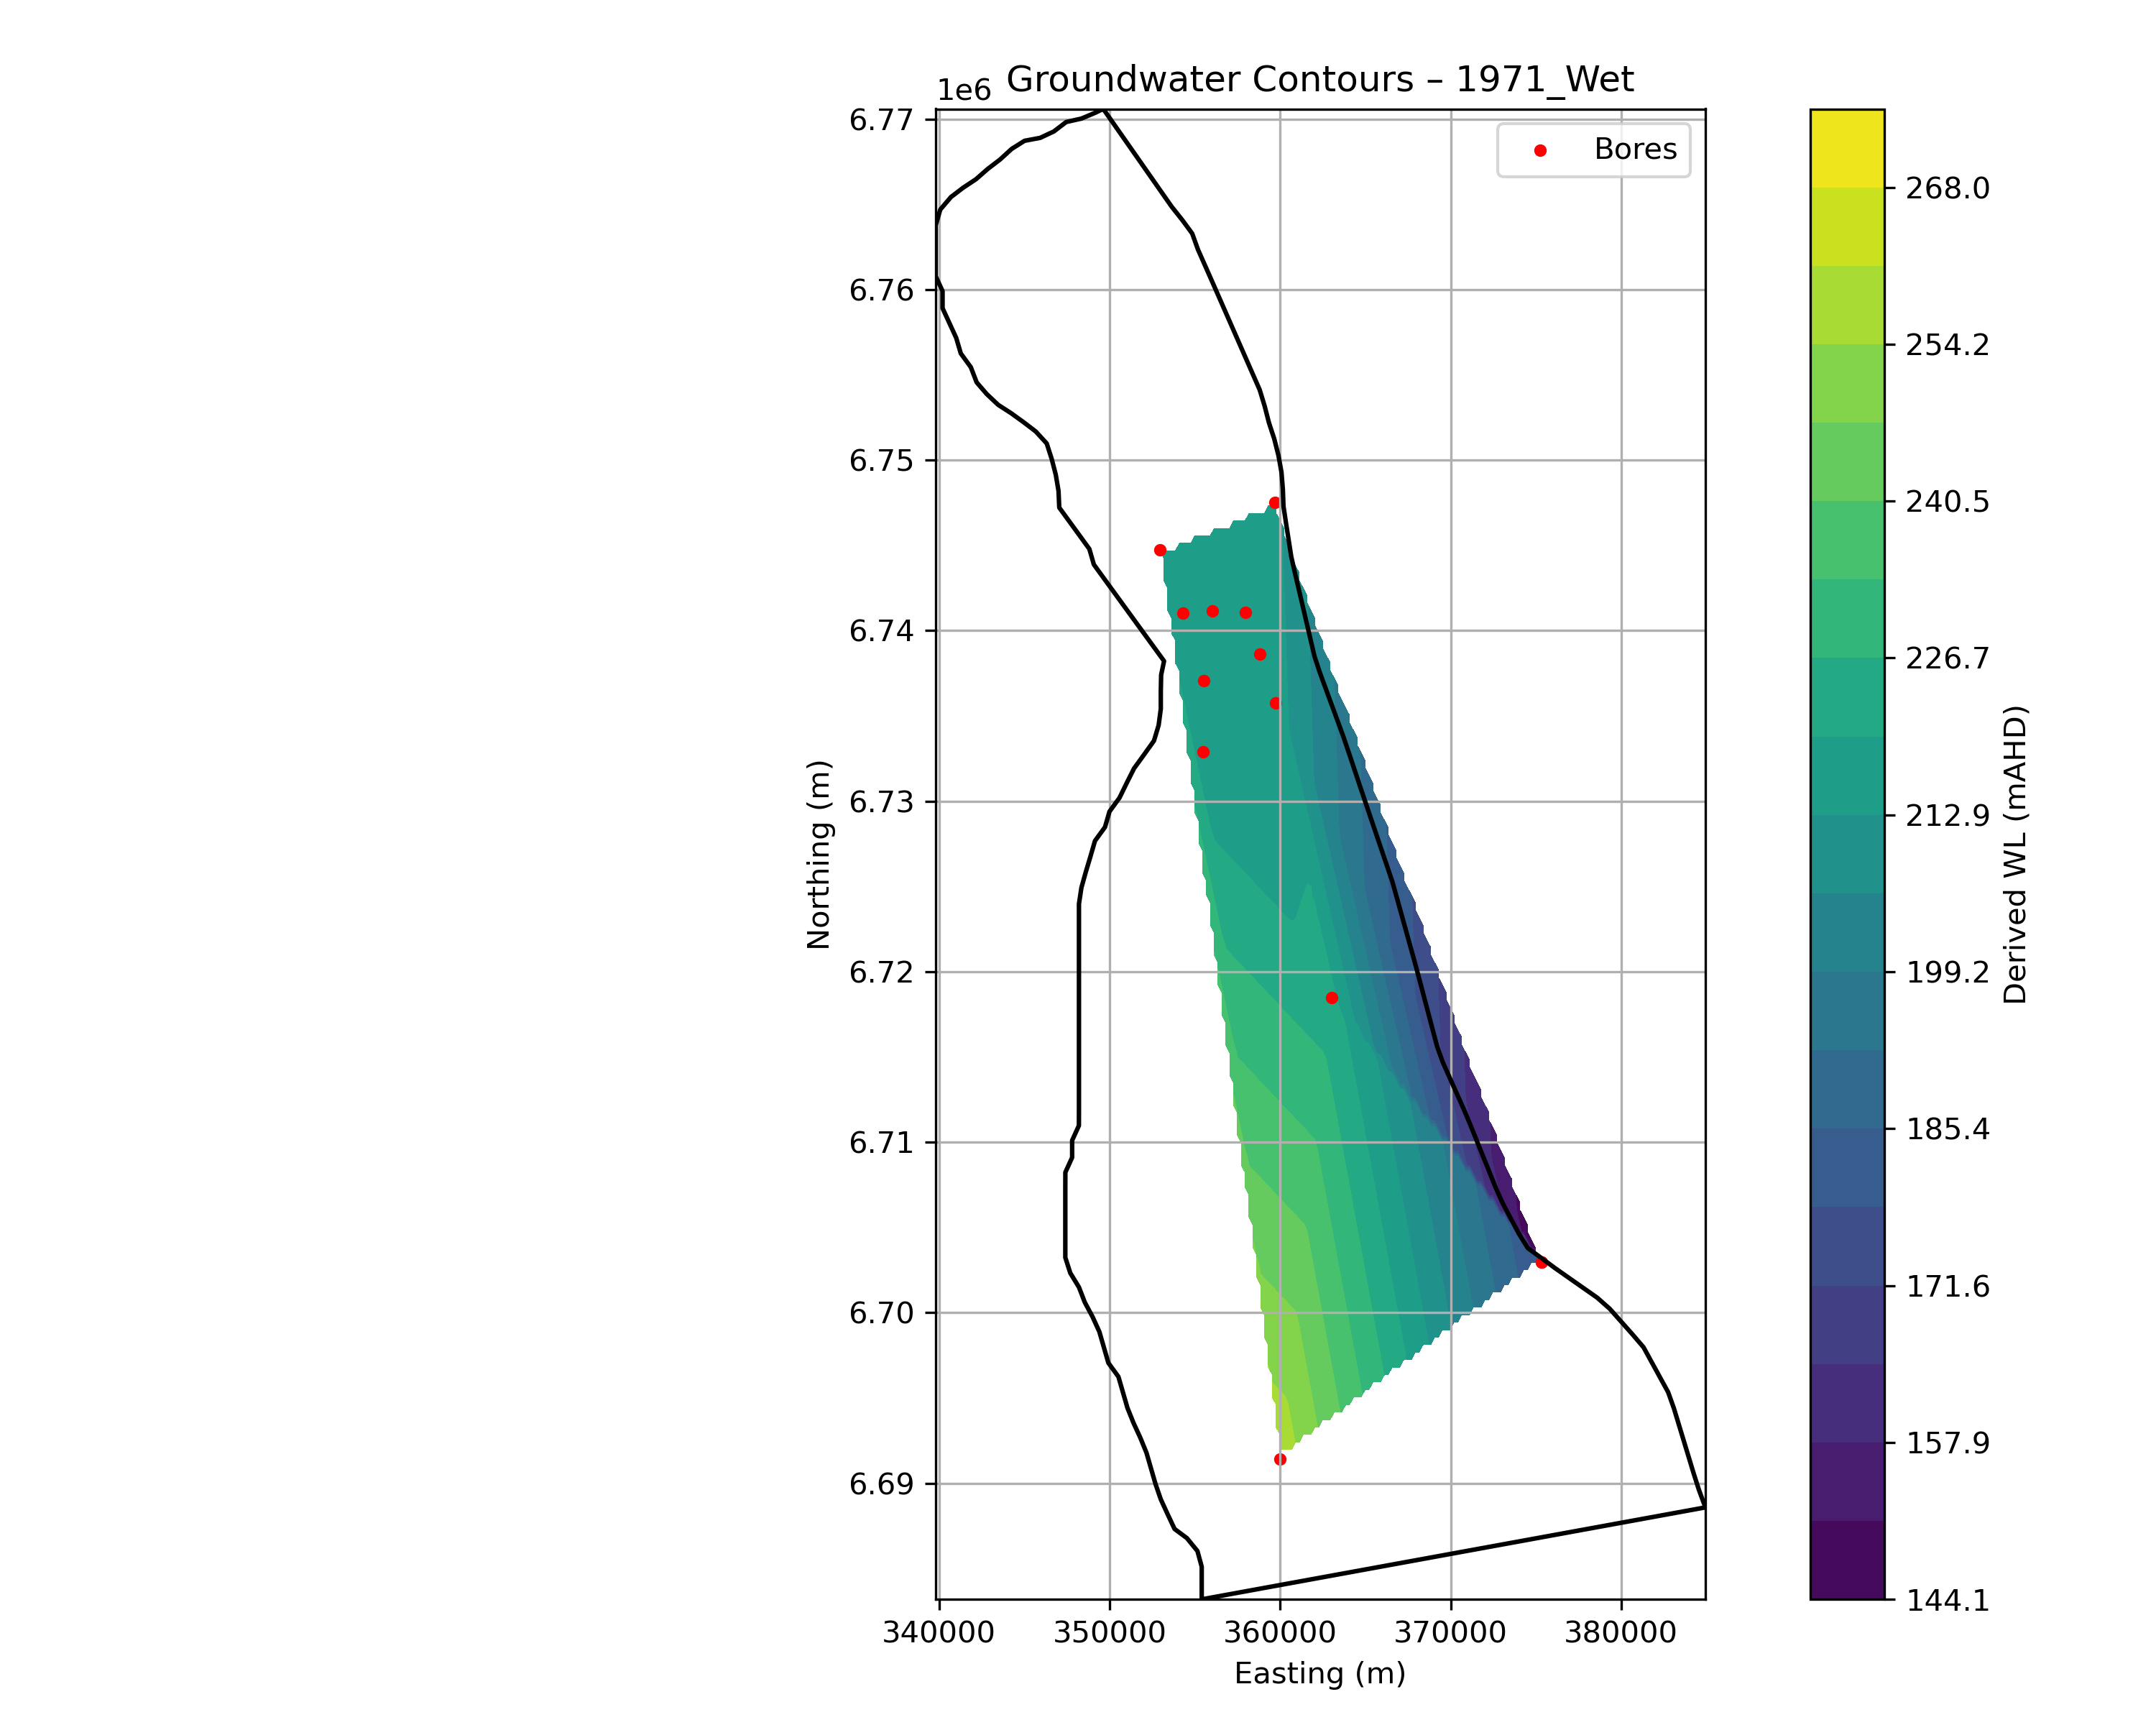 Groundwater Contours – 1971_Wet
1e6
Bores
6.77
6.76
6.75
6.74
6.73
6.72
6.71
6.70
6.69
Northing (m)
340000 350000 360000 370000 380000
Easting (m)
268.0
254.2
240.5
226.7
212.9
199.2
185.4
171.6
157.9
144.1
Derived WL (mAHD)